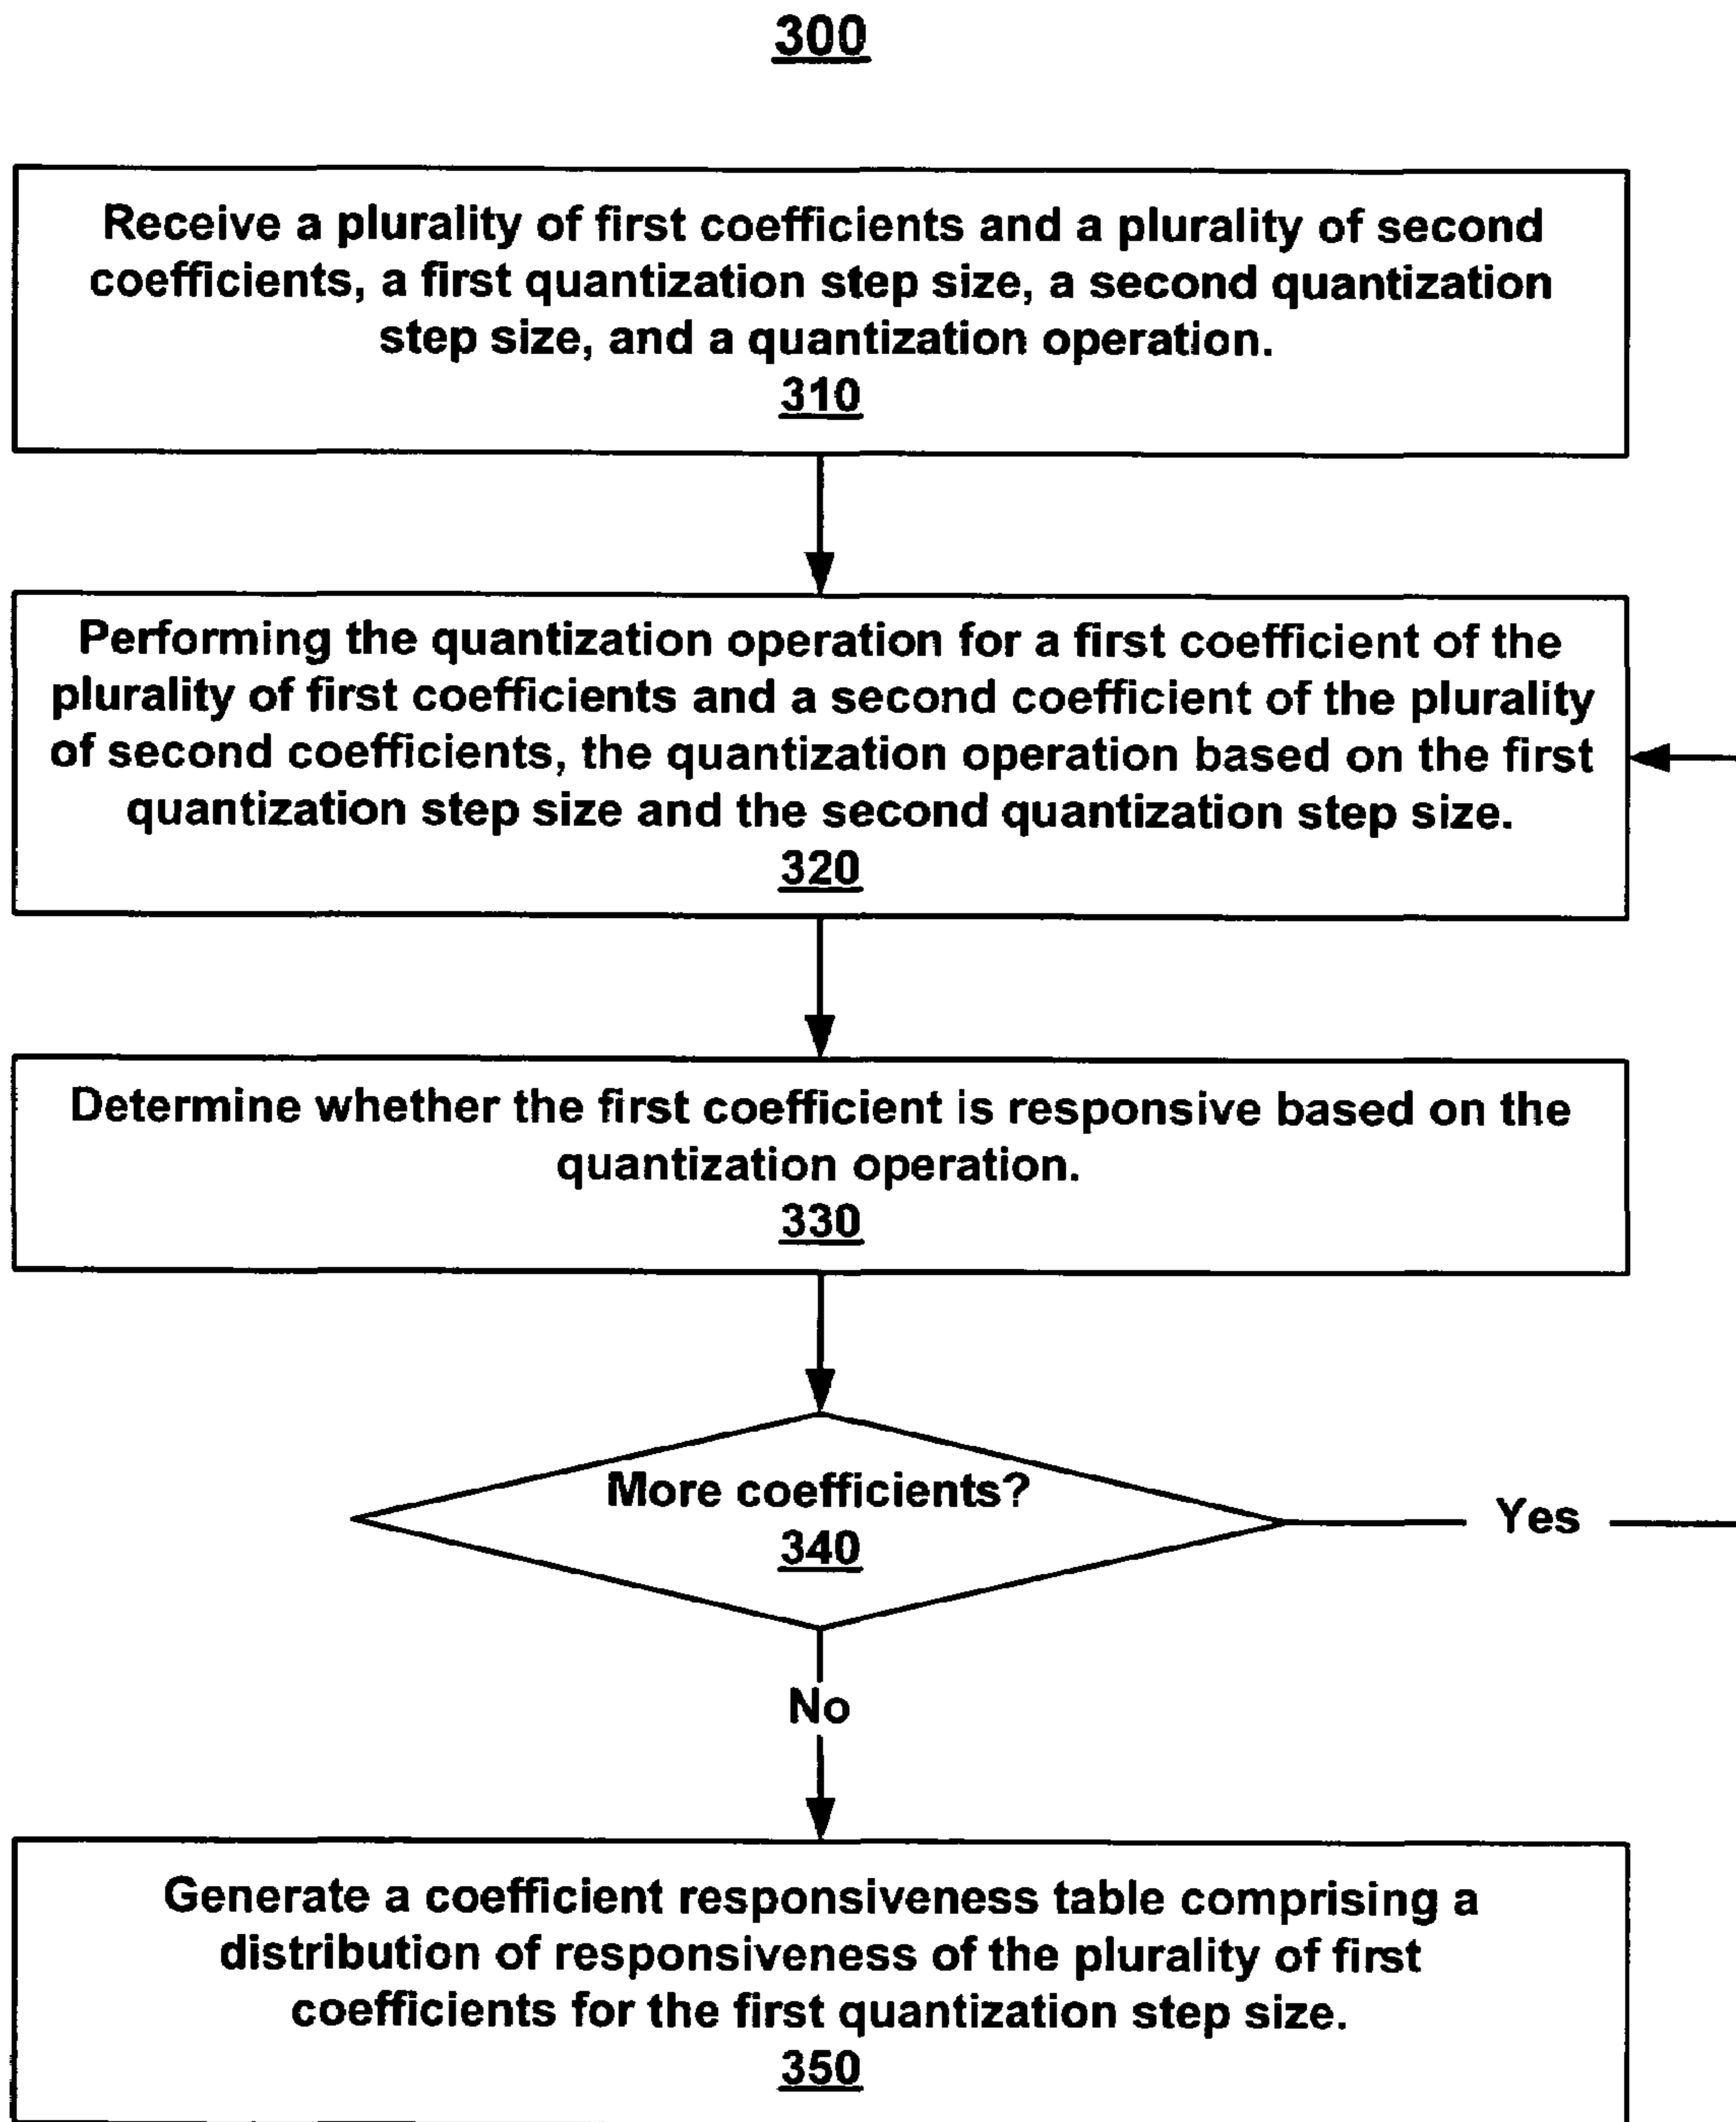 300
Receive a plurality of first coefficients and a plurality of second
coefficients, a first quantization step size, a second quantization
step size, and a quantization operation.
310
Performing the quantization operation for a first coefficient of the
plurality of first coefficients and a second coefficient of the plurality
of second coefficients, the quantization operation based on the first
quantization step size and the second quantization step size.
320
Determine whether the first coefficient is responsive based on the
quantization operation.
330
More coefficients?
340
Yes
No
Generate a coefficient responsiveness table comprising a
distribution of responsiveness of the plurality of first
coefficients for the first quantization step size.
350